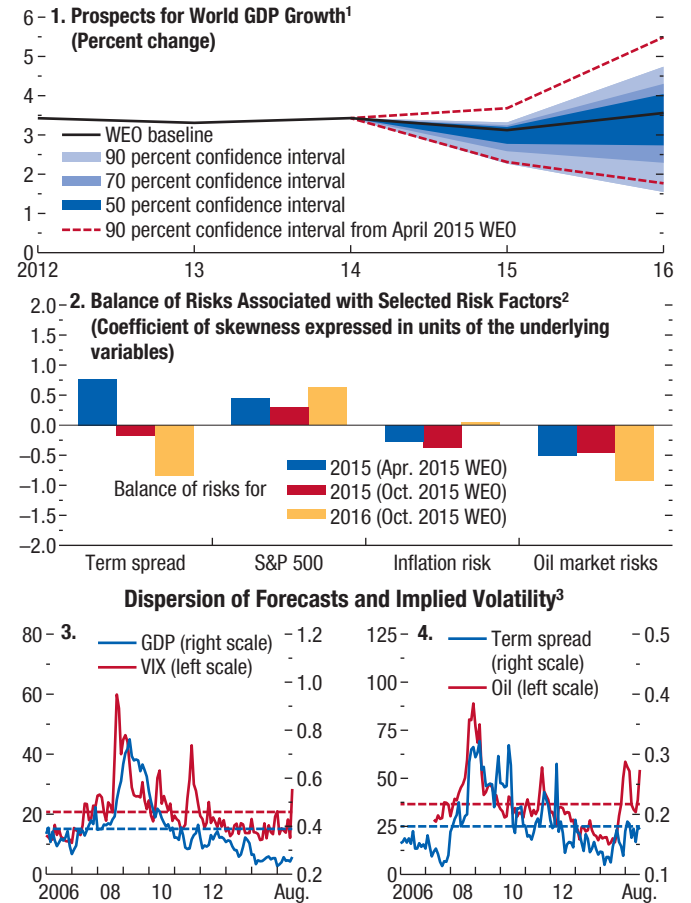 1. Prospects for World GDP Growth¹
(Percent change)
6
5
4
3
2
1
0
WEO baseline
90 percent confidence interval
70 percent confidence interval
50 percent confidence interval
90 percent confidence interval from April 2015 WEO
2012 13 14 15 16
2. Balance of Risks Associated with Selected Risk Factors²
(Coefficient of skewness expressed in units of the underlying
variables)
2.0
1.5
1.0
0.5
0.0
–0.5
–1.0
–1.5
–2.0
Balance of risks for
2015 (Apr. 2015 WEO)
2015 (Oct. 2015 WEO)
2016 (Oct. 2015 WEO)
Term spread S&P 500 Inflation risk Oil market risks
Dispersion of Forecasts and Implied Volatility³
3.
GDP (right scale)
VIX (left scale)
80
60
40
20
0
1.2
1.0
0.8
0.6
0.4
0.2
2006 08 10 12 Aug.
4.
Term spread
(right scale)
Oil (left scale)
125
100
75
50
25
0
0.5
0.4
0.3
0.2
0.1
2006 08 10 12 Aug.